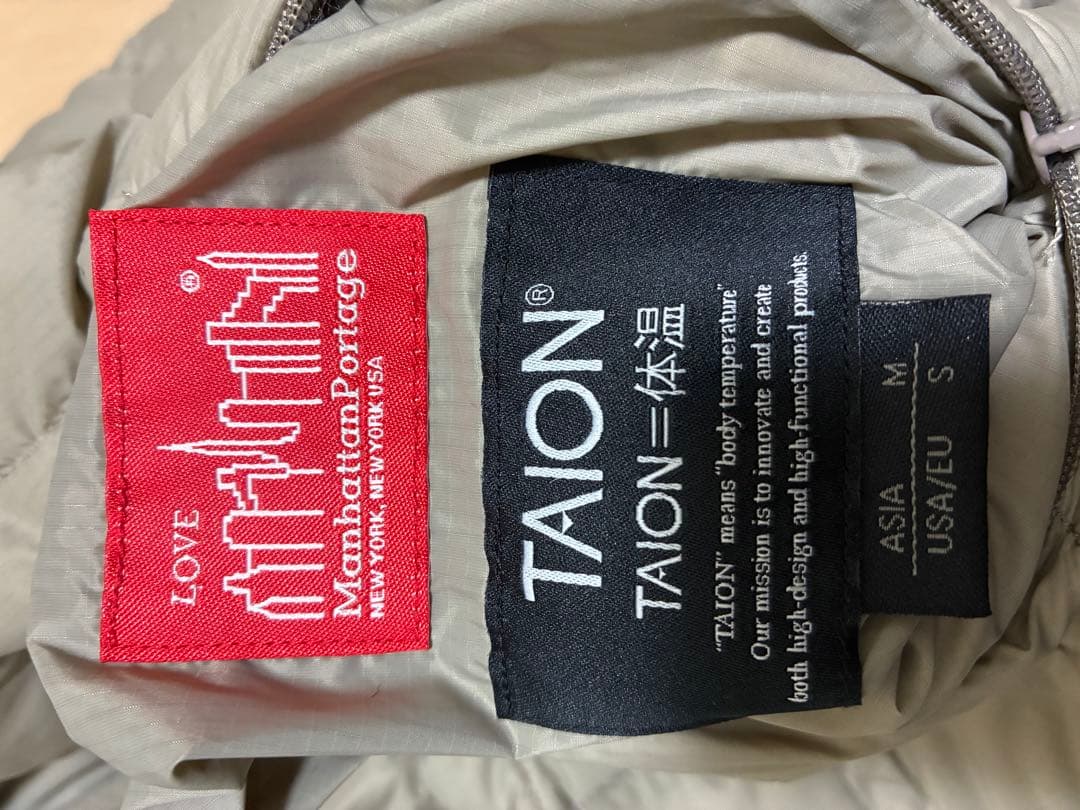 LOVE
ManhattanPortage
NEW YORK, NEW YORK USA
TAION®
TAION=体温
"TAION" means "body temperature"
Our mission is to innovate and create
both high-design and high-functional products.
ASIA M
USA/EU S